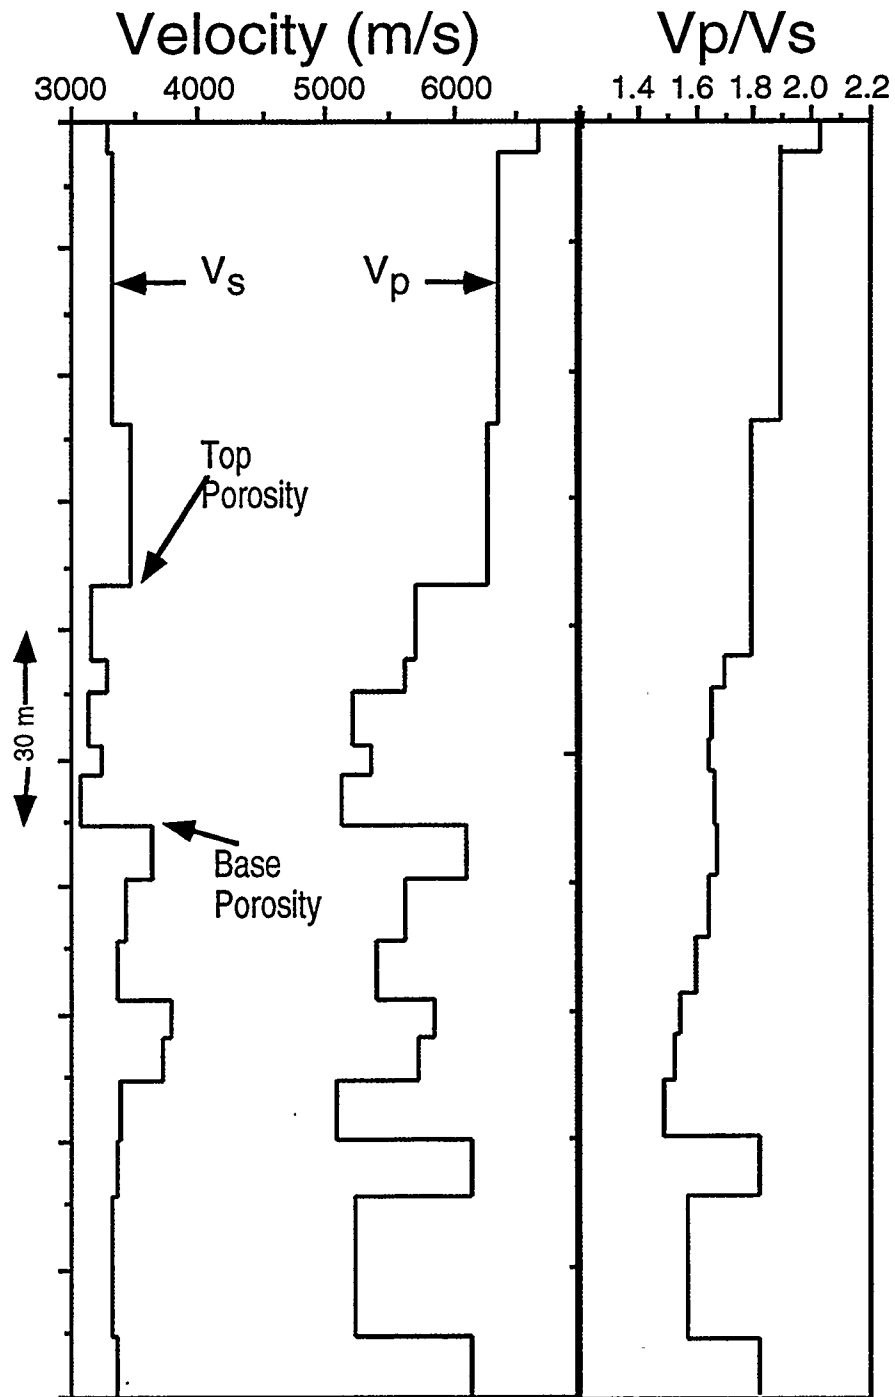 Velocity (m/s)
Vp/Vs
3000 4000 5000 6000
1.4 1.6 1.8 2.0 2.2
Vs
Vp
Top
Porosity
30 m
Base
Porosity